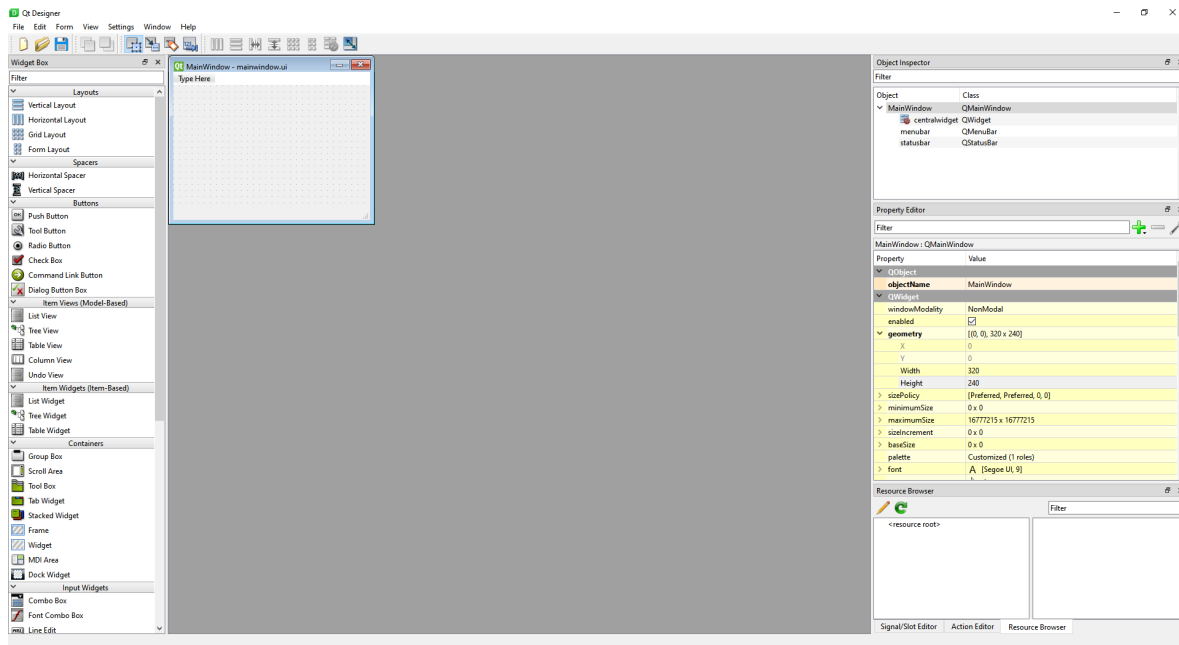 Qt Designer
File Edit Form View Settings Window Help
Widget Box
Filter
Layouts
Vertical Layout
Horizontal Layout
Grid Layout
Form Layout
Spacers
Horizontal Spacer
Vertical Spacer
Buttons
Push Button
Tool Button
Radio Button
Check Box
Command Link Button
Dialog Button Box
Item Views (Model-Based)
List View
Tree View
Table View
Column View
Undo View
Item Widgets (Item-Based)
List Widget
Tree Widget
Table Widget
Containers
Group Box
Scroll Area
Tool Box
Tab Widget
Stacked Widget
Frame
Widget
MDI Area
Dock Widget
Input Widgets
Combo Box
Font Combo Box
Line Edit
MainWindow - mainwindow.ui
Type Here
Object Inspector
Filter
Object Class
MainWindow QMainWindow
centralwidget QWidget
menubar QMenuBar
statusbar QStatusBar
Property Editor
Filter
MainWindow : QMainWindow
Property Value
QObject
objectName MainWindow
QWidget
windowModality NonModal
enabled
geometry [(0, 0), 320 x 240]
X 0
Y 0
Width 320
Height 240
sizePolicy [Preferred, Preferred, 0, 0]
minimumSize 0 x 0
maximumSize 16777215 x 16777215
sizeIncrement 0 x 0
baseSize 0 x 0
palette Customized (1 roles)
font A [Segoe UI, 9]
Resource Browser
Filter
<resource root>
Signal/Slot Editor Action Editor Resource Browser